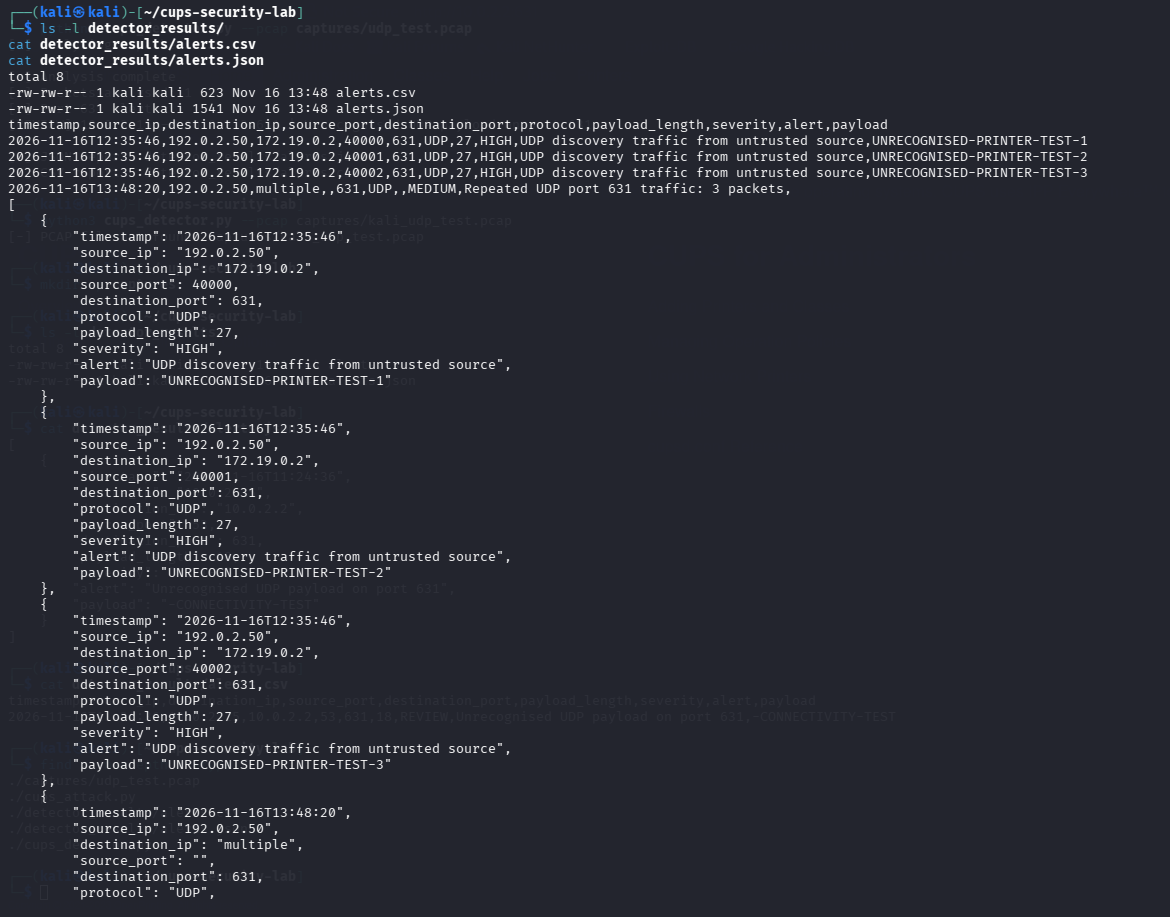 ┌──(kali㉿kali)-[~/cups-security-lab]
└─$ ls -l detector_results/
cat detector_results/alerts.csv
cat detector_results/alerts.json
total 8
-rw-rw-r-- 1 kali kali  623 Nov 16 13:48 alerts.csv
-rw-rw-r-- 1 kali kali 1541 Nov 16 13:48 alerts.json
timestamp,source_ip,destination_ip,source_port,destination_port,protocol,payload_length,severity,alert,payload
2026-11-16T12:35:46,192.0.2.50,172.19.0.2,40000,631,UDP,27,HIGH,UDP discovery traffic from untrusted source,UNRECOGNISED-PRINTER-TEST-1
2026-11-16T12:35:46,192.0.2.50,172.19.0.2,40001,631,UDP,27,HIGH,UDP discovery traffic from untrusted source,UNRECOGNISED-PRINTER-TEST-2
2026-11-16T12:35:46,192.0.2.50,172.19.0.2,40002,631,UDP,27,HIGH,UDP discovery traffic from untrusted source,UNRECOGNISED-PRINTER-TEST-3
2026-11-16T13:48:20,192.0.2.50,multiple,,631,UDP,,MEDIUM,Repeated UDP port 631 traffic: 3 packets,
[
    {
        "timestamp": "2026-11-16T12:35:46",
        "source_ip": "192.0.2.50",
        "destination_ip": "172.19.0.2",
        "source_port": 40000,
        "destination_port": 631,
        "protocol": "UDP",
        "payload_length": 27,
        "severity": "HIGH",
        "alert": "UDP discovery traffic from untrusted source",
        "payload": "UNRECOGNISED-PRINTER-TEST-1"
    },
    {
        "timestamp": "2026-11-16T12:35:46",
        "source_ip": "192.0.2.50",
        "destination_ip": "172.19.0.2",
        "source_port": 40001,
        "destination_port": 631,
        "protocol": "UDP",
        "payload_length": 27,
        "severity": "HIGH",
        "alert": "UDP discovery traffic from untrusted source",
        "payload": "UNRECOGNISED-PRINTER-TEST-2"
    },
    {
        "timestamp": "2026-11-16T12:35:46",
        "source_ip": "192.0.2.50",
        "destination_ip": "172.19.0.2",
        "source_port": 40002,
        "destination_port": 631,
        "protocol": "UDP",
        "payload_length": 27,
        "severity": "HIGH",
        "alert": "UDP discovery traffic from untrusted source",
        "payload": "UNRECOGNISED-PRINTER-TEST-3"
    },
    {
        "timestamp": "2026-11-16T13:48:20",
        "source_ip": "192.0.2.50",
        "destination_ip": "multiple",
        "source_port": "",
        "destination_port": 631,
        "protocol": "UDP",